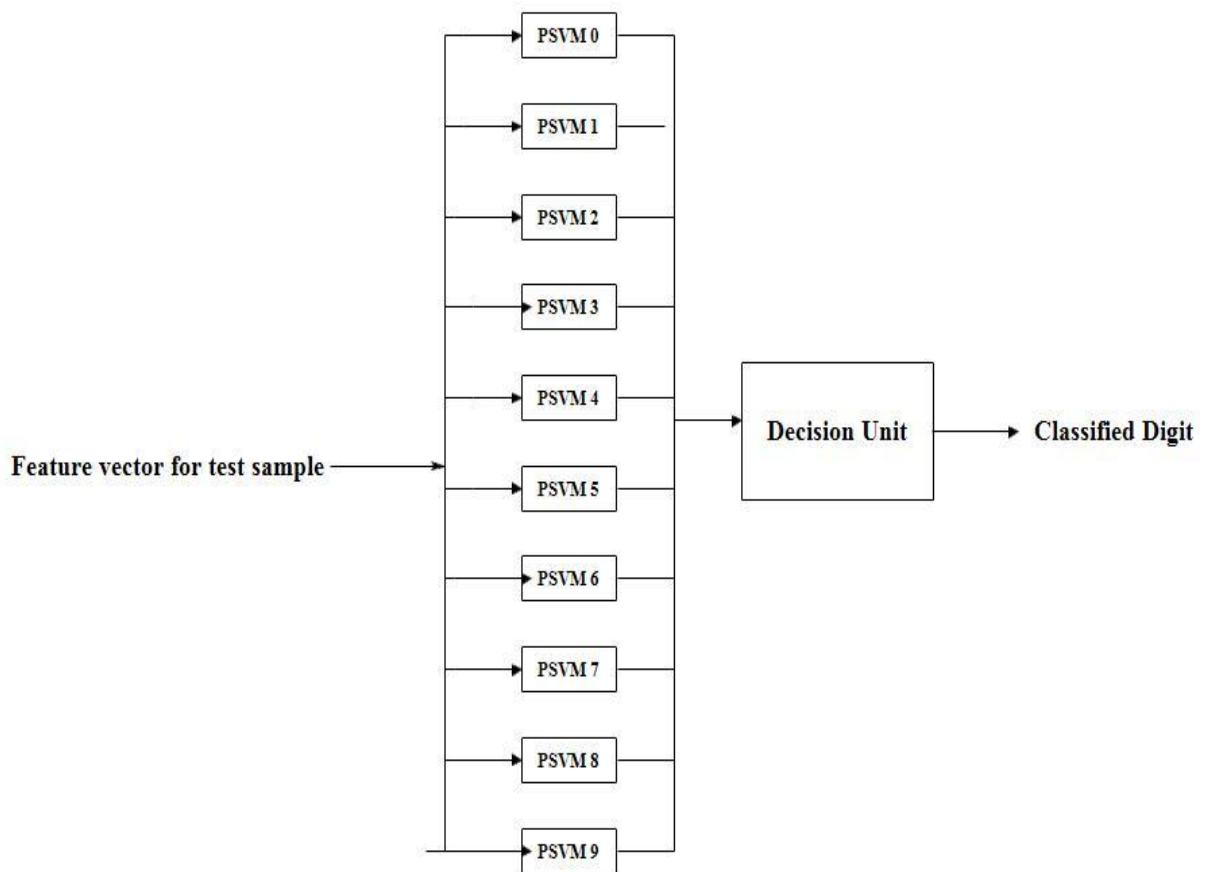 PSVM 0
PSVM 1
PSVM 2
PSVM 3
PSVM 4
Feature vector for test sample
PSVM 5
PSVM 6
PSVM 7
PSVM 8
PSVM 9
Decision Unit
Classified Digit